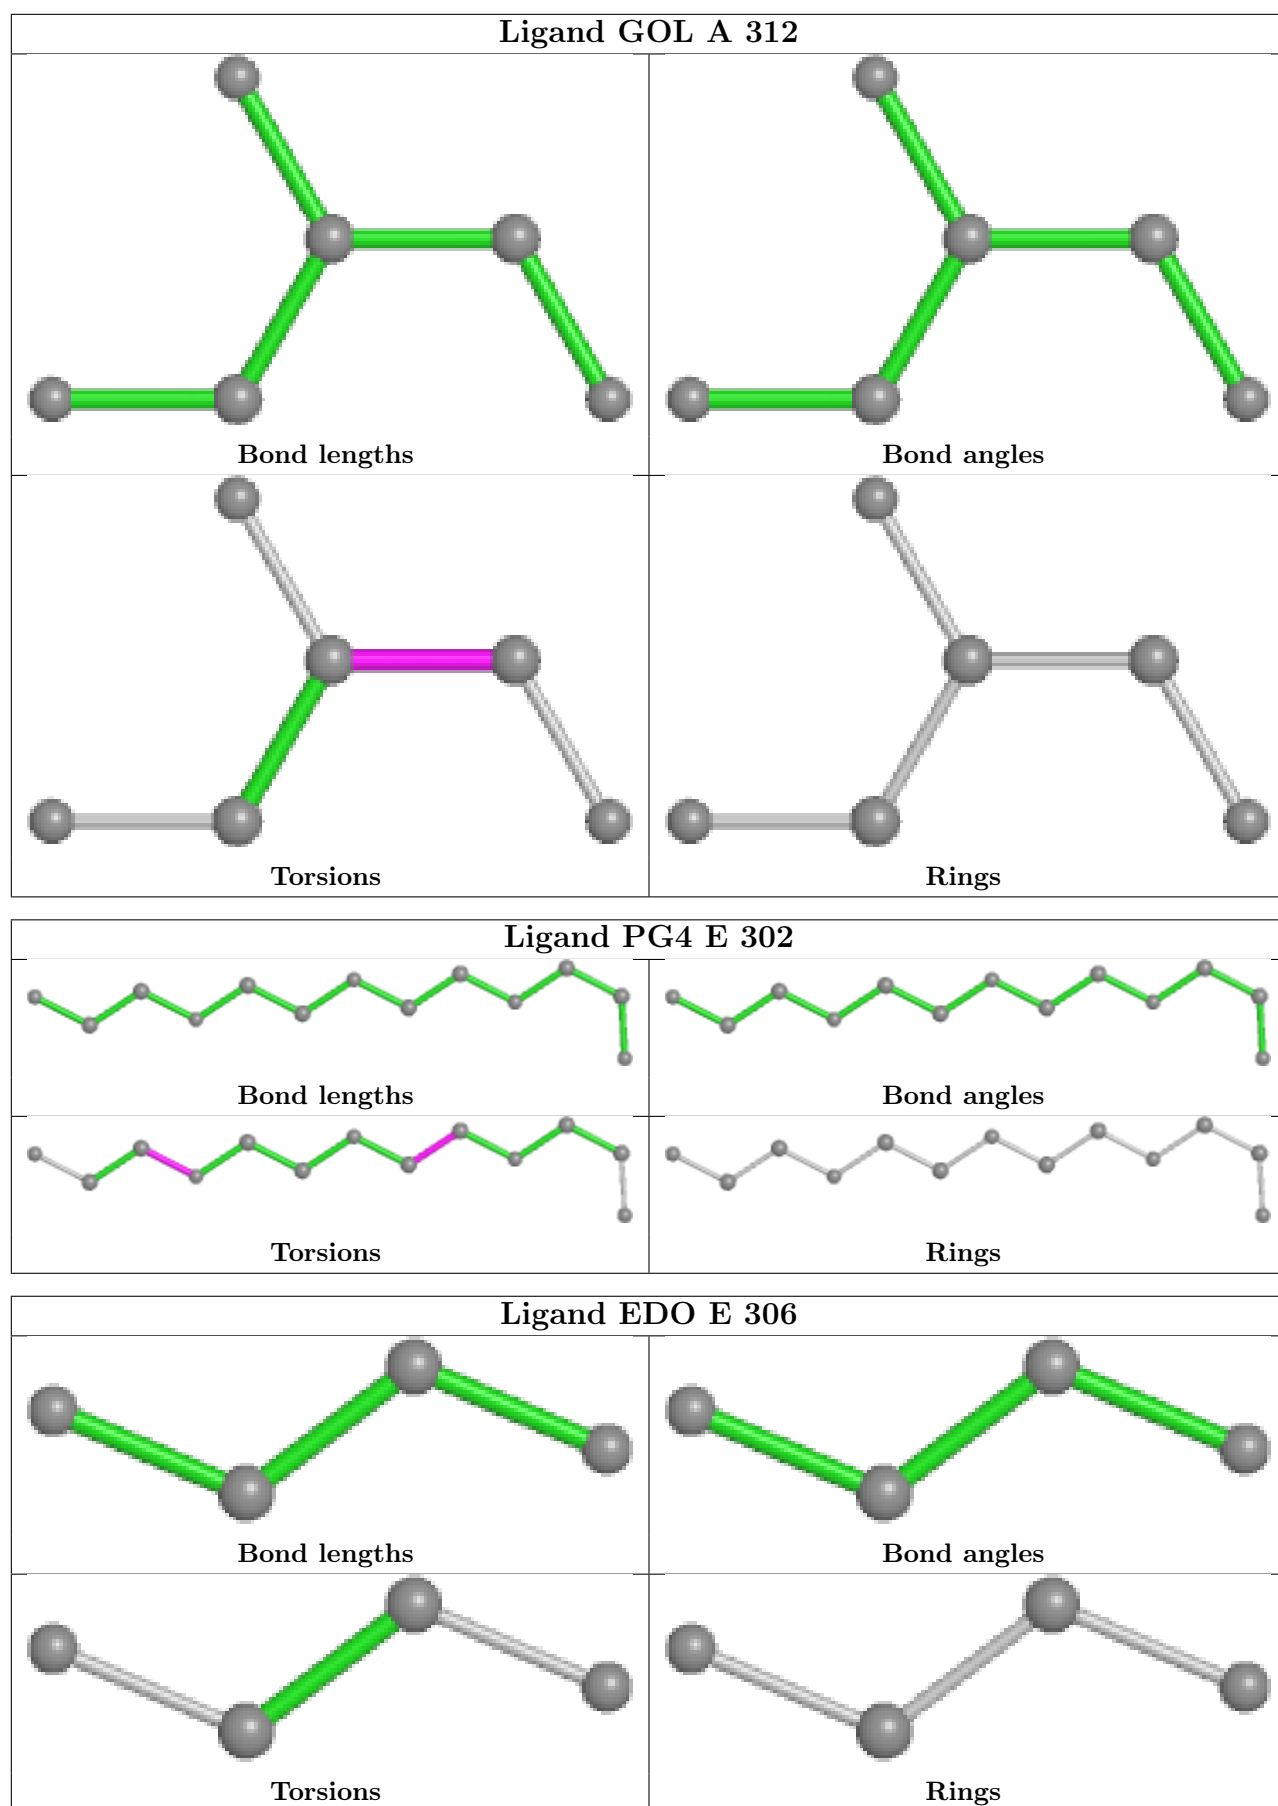 Ligand GOL A 312
Bond lengths
Bond angles
Torsions
Rings
Ligand PG4 E 302
Bond lengths
Bond angles
Torsions
Rings
Ligand EDO E 306
Bond lengths
Bond angles
Torsions
Rings